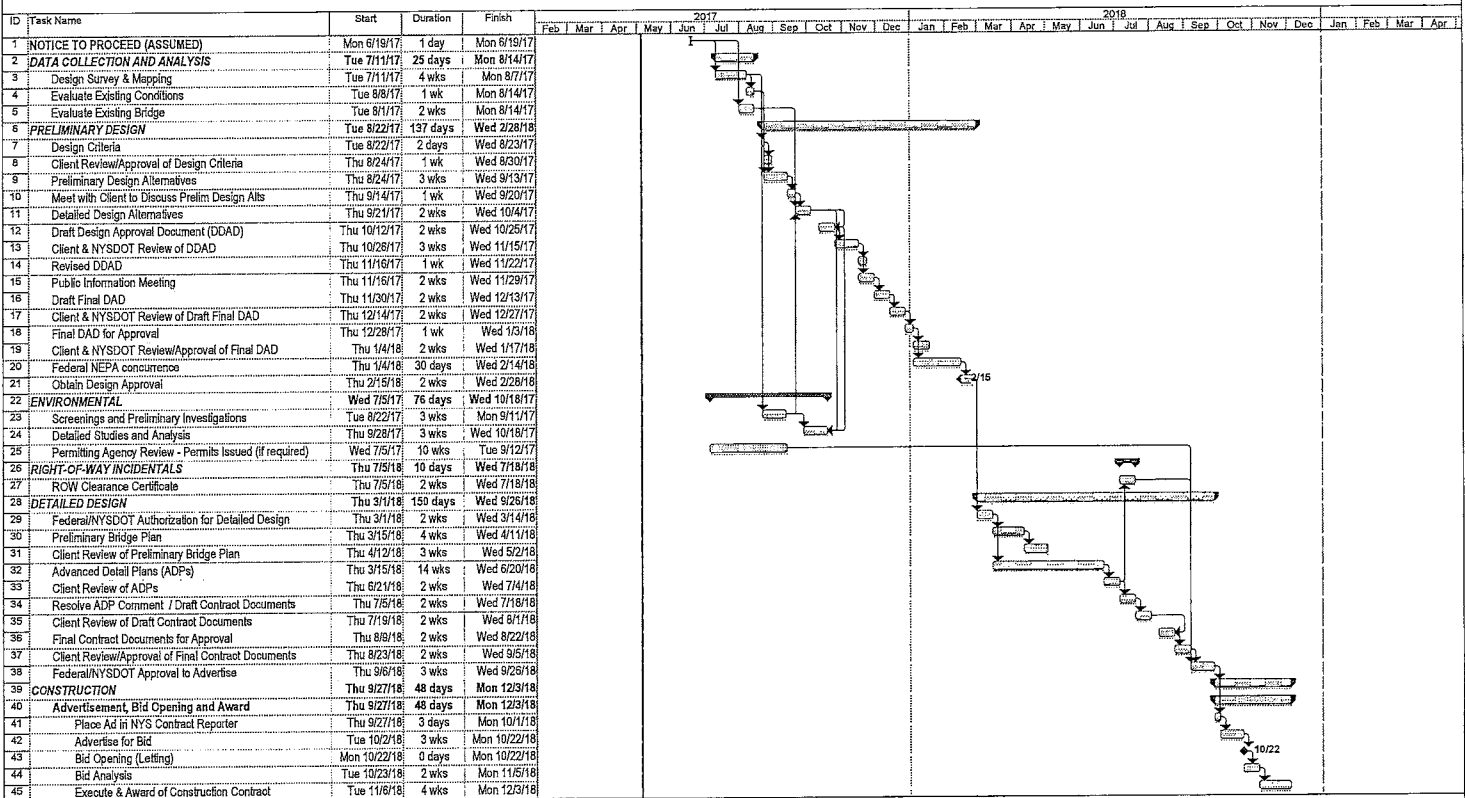 2017 2018
ID Task Name Start Duration Finish Feb Mar Apr May Jun Jul Aug Sep Oct Nov Dec Jan Feb Mar Apr May Jun Jul Aug Sep Oct Nov Dec Jan Feb Mar Apr
1 NOTICE TO PROCEED (ASSUMED) Mon 6/19/17 1 day Mon 6/19/17
2 DATA COLLECTION AND ANALYSIS Tue 7/11/17 25 days Mon 8/14/17
3 Design Survey & Mapping Tue 7/11/17 4 wks Mon 8/7/17
4 Evaluate Existing Conditions Tue 8/8/17 1 wk Mon 8/14/17
5 Evaluate Existing Bridge Tue 8/1/17 2 wks Mon 8/14/17
6 PRELIMINARY DESIGN Tue 8/22/17 137 days Wed 2/28/18
7 Design Criteria Tue 8/22/17 2 days Wed 8/23/17
8 Client Review/Approval of Design Criteria Thu 8/24/17 1 wk Wed 8/30/17
9 Preliminary Design Alternatives Thu 8/24/17 3 wks Wed 9/13/17
10 Meet with Client to Discuss Prelim Design Alts Thu 9/14/17 1 wk Wed 9/20/17
11 Detailed Design Alternatives Thu 9/21/17 2 wks Wed 10/4/17
12 Draft Design Approval Document (DDAD) Thu 10/12/17 2 wks Wed 10/25/17
13 Client & NYSDOT Review of DDAD Thu 10/26/17 3 wks Wed 11/15/17
14 Revised DDAD Thu 11/16/17 1 wk Wed 11/22/17
15 Public Information Meeting Thu 11/16/17 2 wks Wed 11/29/17
16 Draft Final DAD Thu 11/30/17 2 wks Wed 12/13/17
17 Client & NYSDOT Review of Draft Final DAD Thu 12/14/17 2 wks Wed 12/27/17
18 Final DAD for Approval Thu 12/28/17 1 wk Wed 1/3/18
19 Client & NYSDOT Review/Approval of Final DAD Thu 1/4/18 2 wks Wed 1/17/18
20 Federal NEPA concurrence Thu 1/4/18 30 days Wed 2/14/18
21 Obtain Design Approval Thu 2/15/18 2 wks Wed 2/28/18 2/15
22 ENVIRONMENTAL Wed 7/5/17 76 days Wed 10/18/17
23 Screenings and Preliminary Investigations Tue 8/22/17 3 wks Mon 9/11/17
24 Detailed Studies and Analysis Thu 9/28/17 3 wks Wed 10/18/17
25 Permitting Agency Review - Permits Issued (if required) Wed 7/5/17 10 wks Tue 9/12/17
26 RIGHT-OF-WAY INCIDENTALS Thu 7/5/18 10 days Wed 7/18/18
27 ROW Clearance Certificate Thu 7/5/18 2 wks Wed 7/18/18
28 DETAILED DESIGN Thu 3/1/18 150 days Wed 9/26/18
29 Federal/NYSDOT Authorization for Detailed Design Thu 3/1/18 2 wks Wed 3/14/18
30 Preliminary Bridge Plan Thu 3/15/18 4 wks Wed 4/11/18
31 Client Review of Preliminary Bridge Plan Thu 4/12/18 3 wks Wed 5/2/18
32 Advanced Detail Plans (ADPs) Thu 3/15/18 14 wks Wed 6/20/18
33 Client Review of ADPs Thu 6/21/18 2 wks Wed 7/4/18
34 Resolve ADP Comment / Draft Contract Documents Thu 7/5/18 2 wks Wed 7/18/18
35 Client Review of Draft Contract Documents Thu 7/19/18 2 wks Wed 8/1/18
36 Final Contract Documents for Approval Thu 8/9/18 2 wks Wed 8/22/18
37 Client Review/Approval of Final Contract Documents Thu 8/23/18 2 wks Wed 9/5/18
38 Federal/NYSDOT Approval to Advertise Thu 9/6/18 3 wks Wed 9/26/18
39 CONSTRUCTION Thu 9/27/18 48 days Mon 12/3/18
40 Advertisement, Bid Opening and Award Thu 9/27/18 48 days Mon 12/3/18
41 Place Ad in NYS Contract Reporter Thu 9/27/18 3 days Mon 10/1/18
42 Advertise for Bid Tue 10/2/18 3 wks Mon 10/22/18
43 Bid Opening (Letting) Mon 10/22/18 0 days Mon 10/22/18 10/22
44 Bid Analysis Tue 10/23/18 2 wks Mon 11/5/18
45 Execute & Award of Construction Contract Tue 11/6/18 4 wks Mon 12/3/18